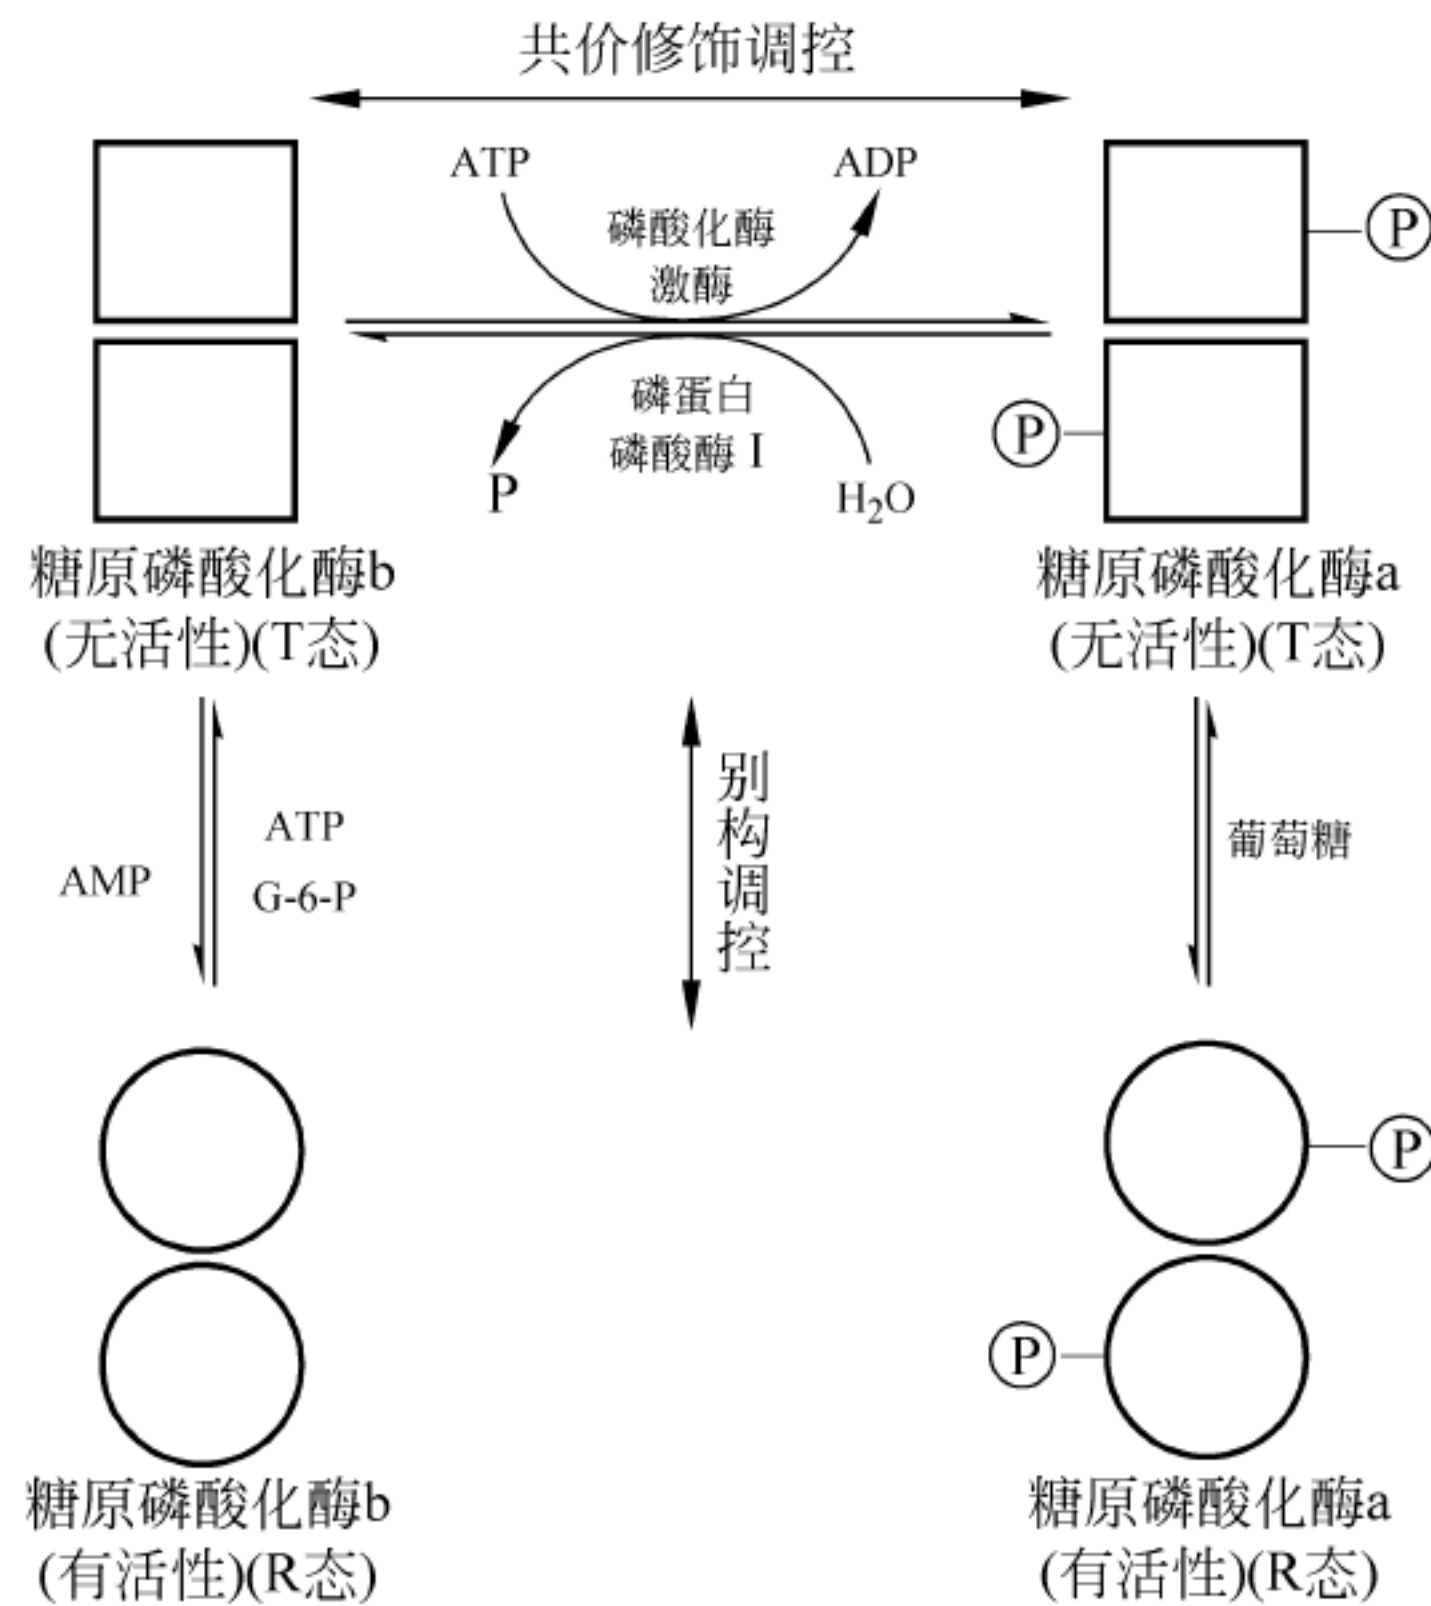 共价修饰调控
ATP
ADP
磷酸化酶
激酶
P
P
磷蛋白
磷酸酶 I
P
H₂O
糖原磷酸化酶b
(无活性)(T态)
糖原磷酸化酶a
(无活性)(T态)
AMP
ATP
G-6-P
别构调控
葡萄糖
P
P
糖原磷酸化酶b
(有活性)(R态)
糖原磷酸化酶a
(有活性)(R态)